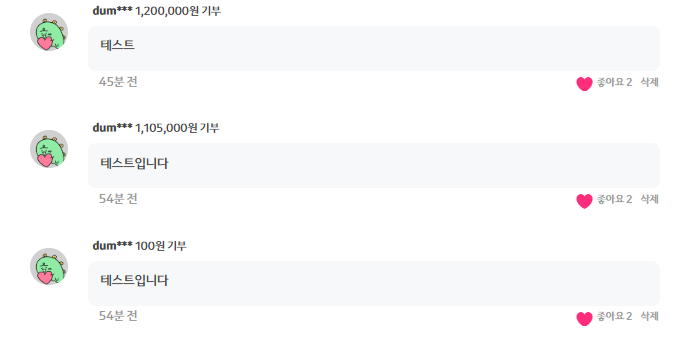 dum*** 1,200,000원 기부
테스트
45분 전 좋아요 2 삭제
dum*** 1,105,000원 기부
테스트입니다
54분 전 좋아요 2 삭제
dum*** 100원 기부
테스트입니다
54분 전 좋아요 2 삭제